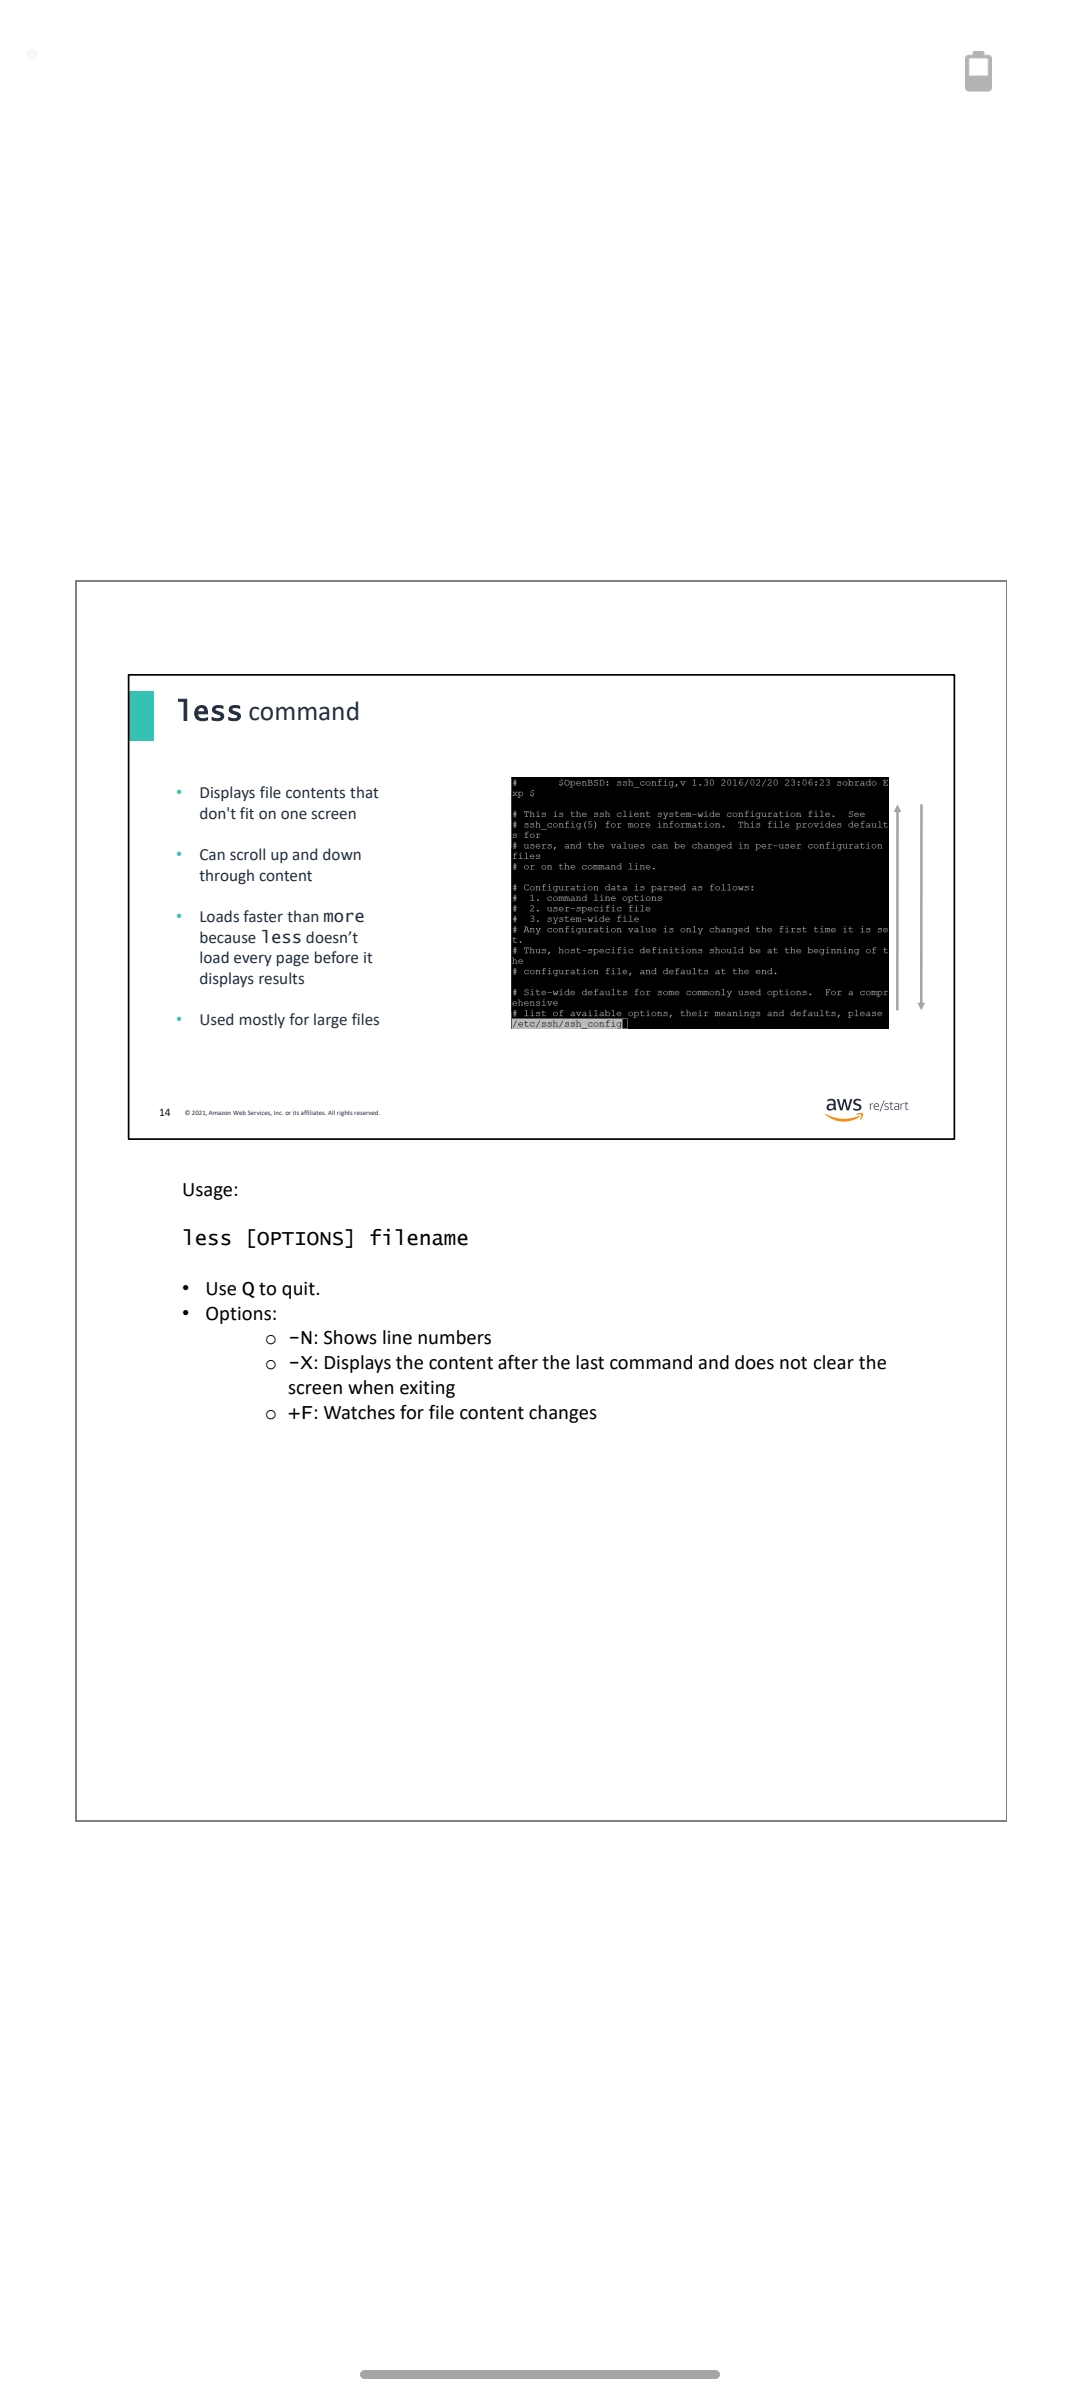 less command
• Displays file contents that
don't fit on one screen
• Can scroll up and down
through content
• Loads faster than more
because less doesn’t
load every page before it
displays results
• Used mostly for large files
#       $OpenBSD: ssh_config,v 1.30 2016/02/20 23:06:23 sobrado E
xp $
# This is the ssh client system-wide configuration file.  See
# ssh_config(5) for more information.  This file provides default
s for
# users, and the values can be changed in per-user configuration
files
# or on the command line.
# Configuration data is parsed as follows:
#  1. command line options
#  2. user-specific file
#  3. system-wide file
# Any configuration value is only changed the first time it is se
t.
# Thus, host-specific definitions should be at the beginning of t
he
# configuration file, and defaults at the end.
# Site-wide defaults for some commonly used options.  For a compr
ehensive
# list of available options, their meanings and defaults, please
/etc/ssh/ssh_config
14 © 2021, Amazon Web Services, Inc. or its affiliates. All rights reserved.
aws re/start
Usage:
less [OPTIONS] filename
• Use Q to quit.
• Options:
o -N: Shows line numbers
o -X: Displays the content after the last command and does not clear the
screen when exiting
o +F: Watches for file content changes